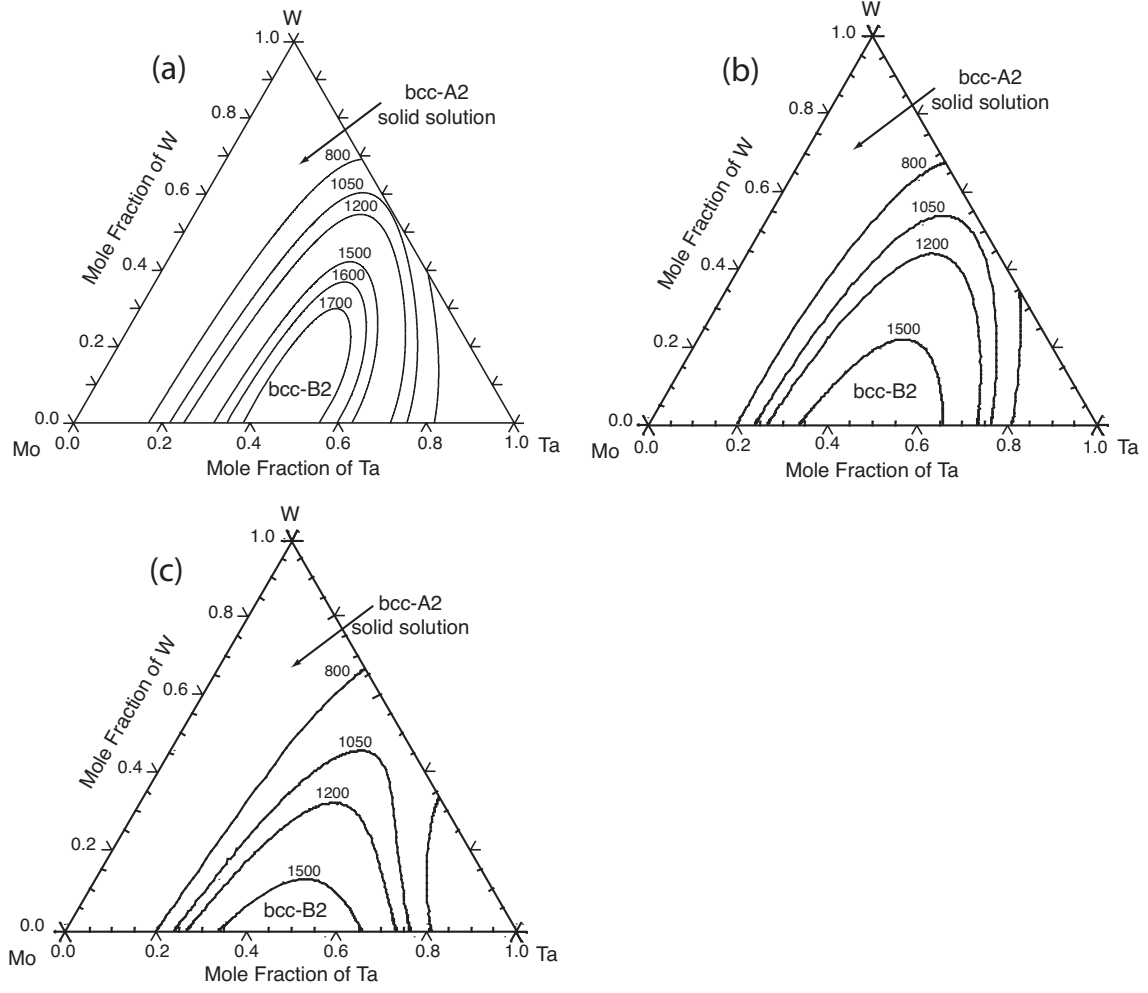 W
1.0
(a)
bcc-A2
solid solution
0.8
Mole Fraction of W
800
0.6
1050
1200
0.4
1500
1600
1700
0.2
bcc-B2
0.0
Mo
0.0
0.2
0.4
0.6
0.8
1.0
Ta
Mole Fraction of Ta
W
1.0
(b)
bcc-A2
solid solution
0.8
Mole Fraction of W
800
0.6
1050
1200
0.4
1500
0.2
bcc-B2
0.0
Mo
0.0
0.2
0.4
0.6
0.8
1.0
Ta
Mole Fraction of Ta
W
1.0
(c)
bcc-A2
solid solution
0.8
Mole Fraction of W
800
0.6
1050
0.4
1200
0.2
1500
bcc-B2
0.0
Mo
0.0
0.2
0.4
0.6
0.8
1.0
Ta
Mole Fraction of Ta